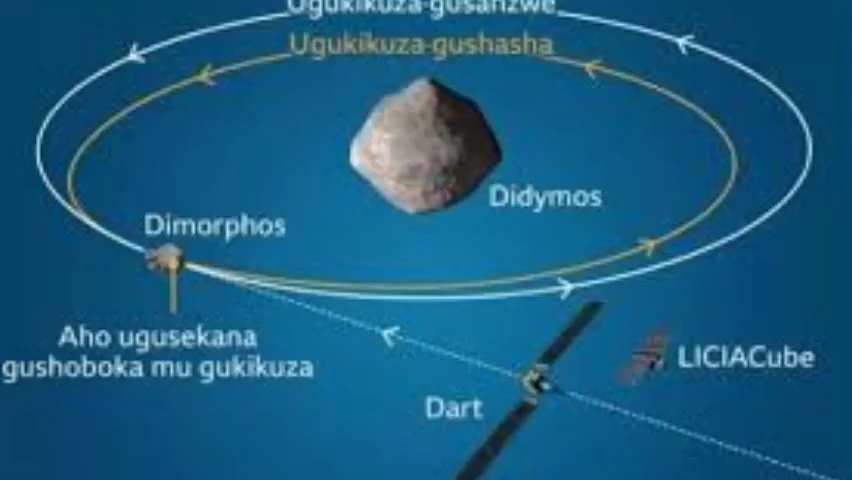 Ugukikuza gusanzwe
Ugukikuza gushasha
Didymos
Dimorphos
Aho ugusekana
gushoboka mu gukikuza
LICIACube
Dart